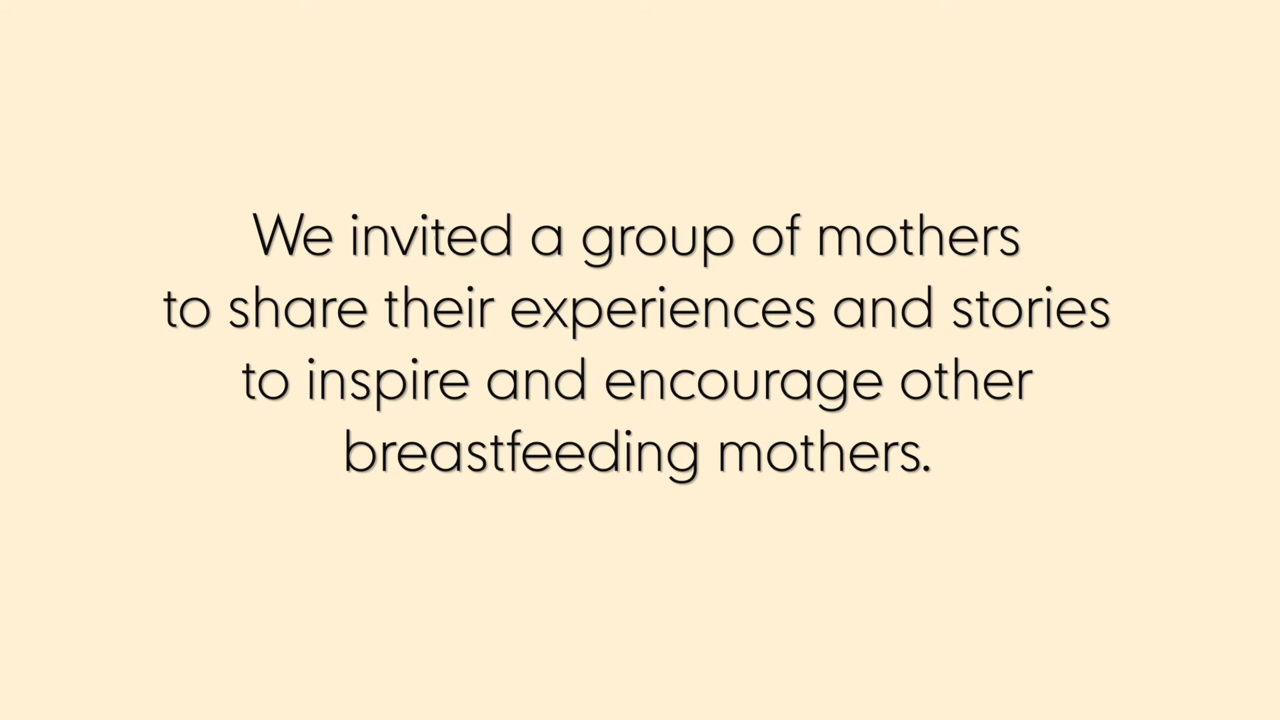 We invited a group of mothers
to share their experiences and stories
to inspire and encourage other
breastfeeding mothers.